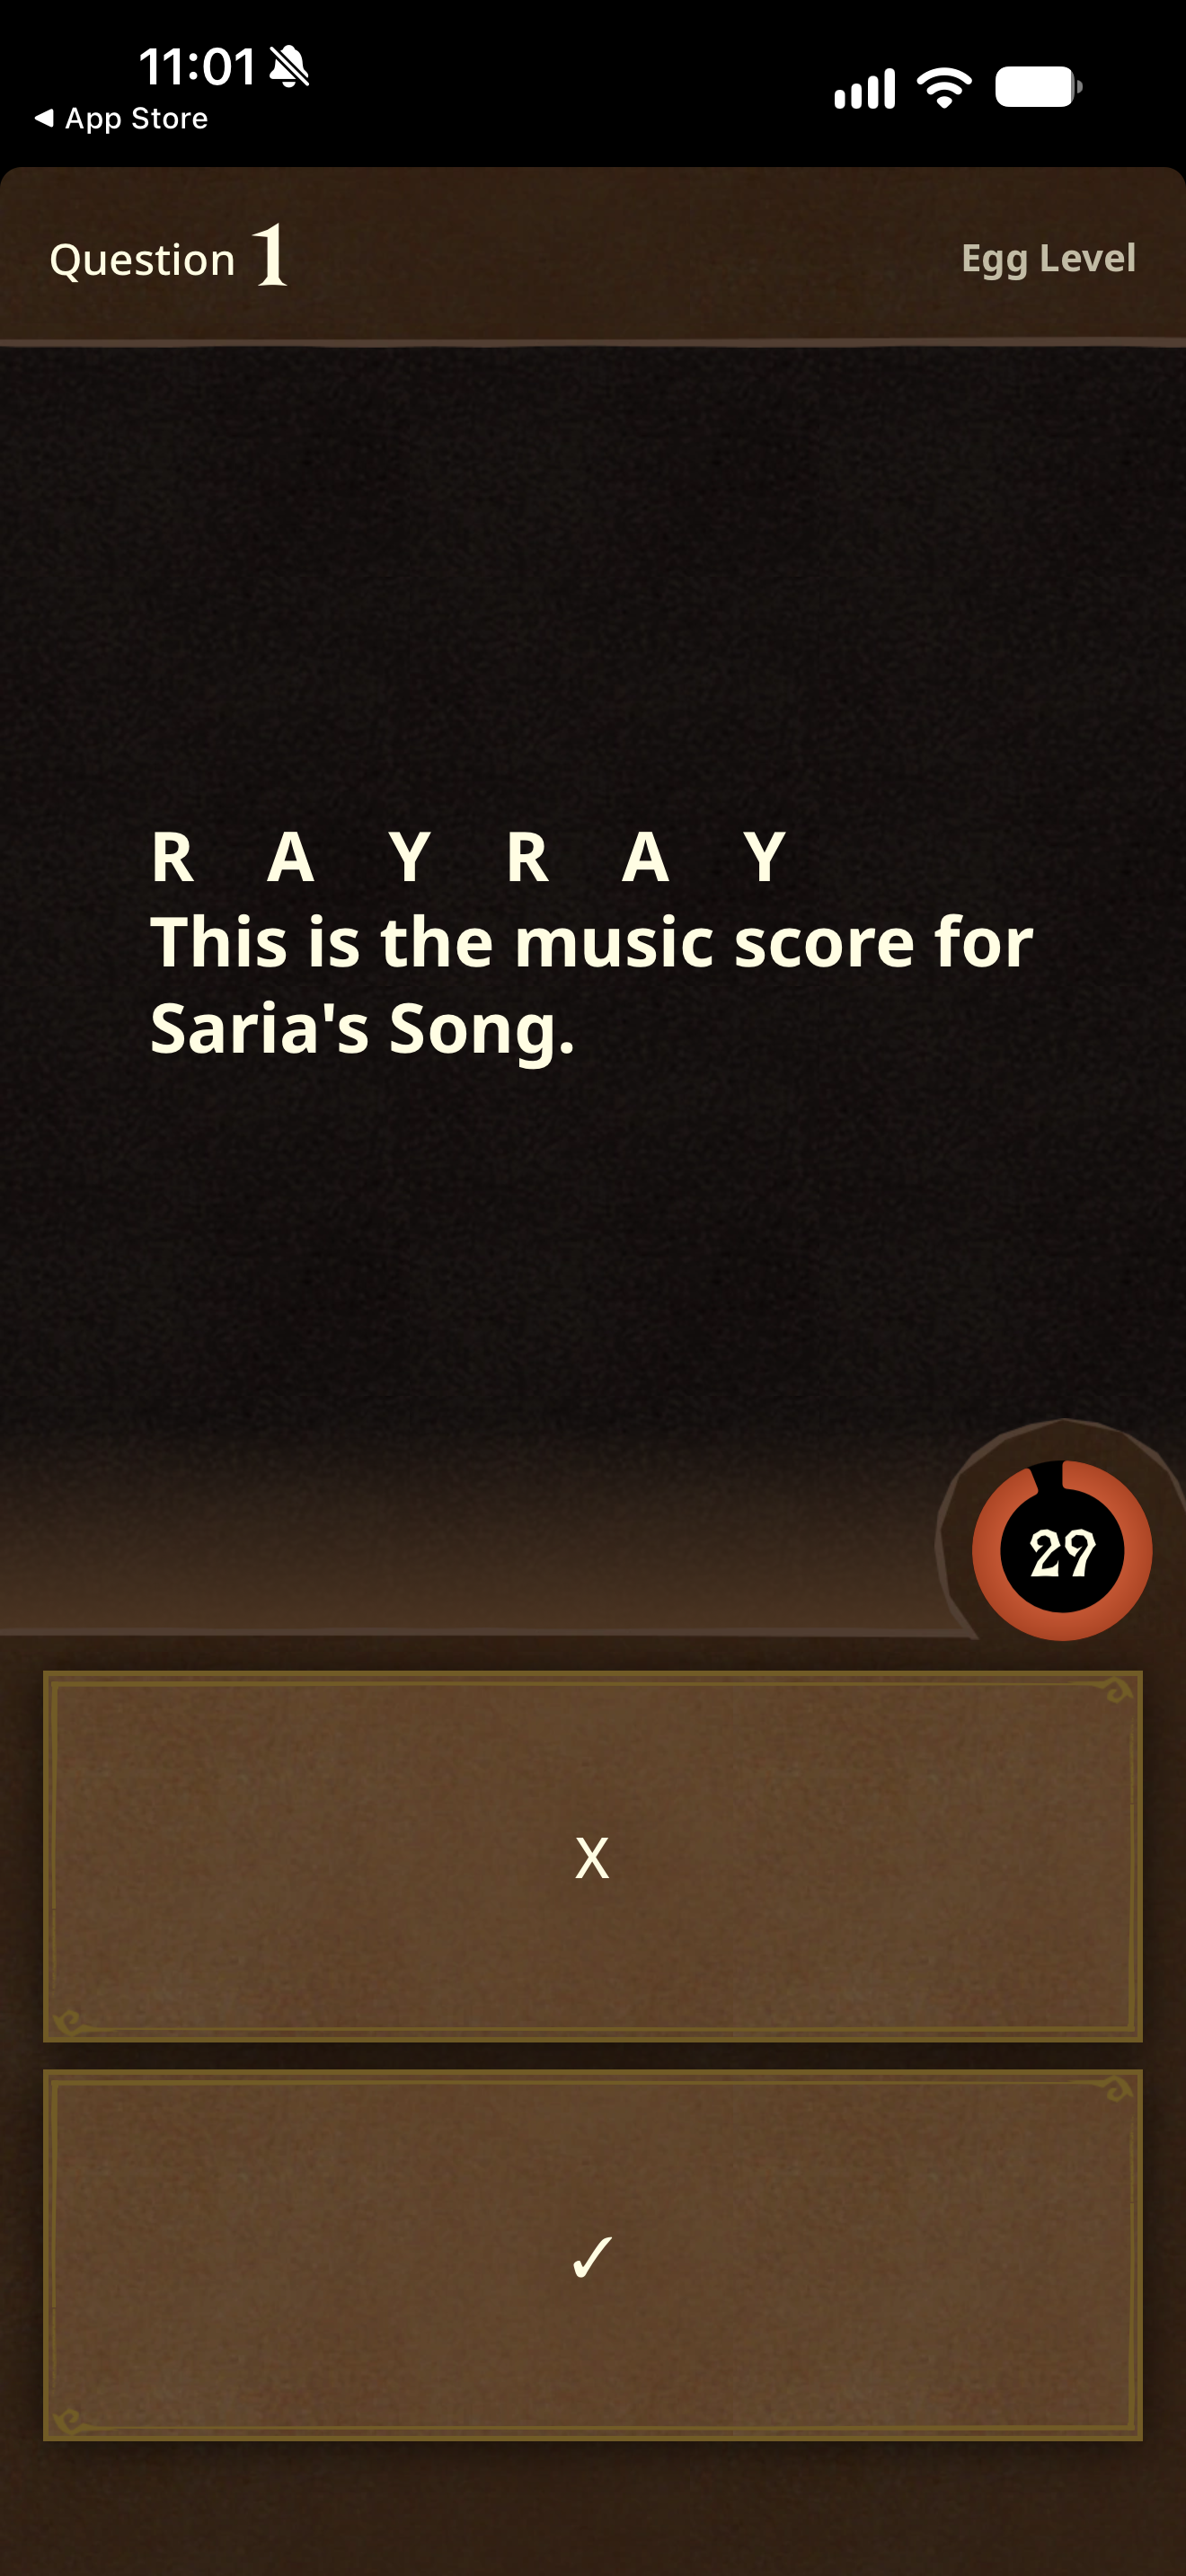 11:01
◀ App Store
Question 1
Egg Level
R A Y R A Y
This is the music score for
Saria's Song.
29
X
✓